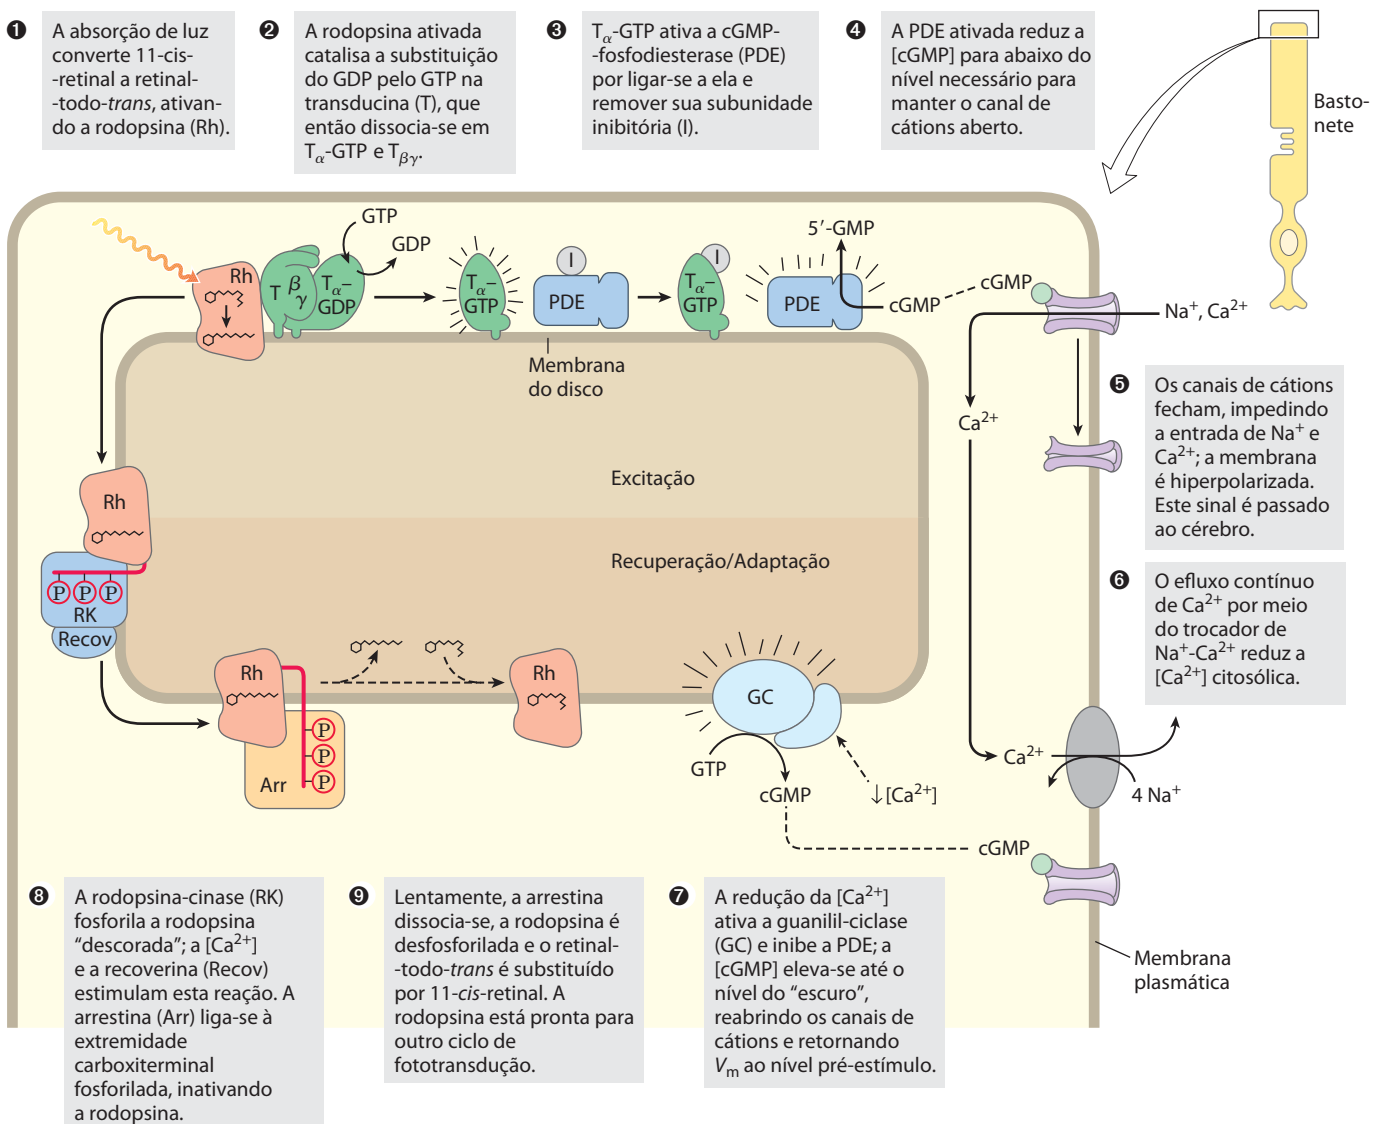 ❶
A absorção de luz
converte 11-cis-
-retinal a retinal-
-todo-trans, ativan-
do a rodopsina (Rh).
❷
A rodopsina ativada
catalisa a substituição
do GDP pelo GTP na
transducina (T), que
então dissocia-se em
Tα-GTP e Tβγ.
❸
Tα-GTP ativa a cGMP-
-fosfodiesterase (PDE)
por ligar-se a ela e
remover sua subunidade
inibitória (I).
❹
A PDE ativada reduz a
[cGMP] para abaixo do
nível necessário para
manter o canal de
cátions aberto.
Basto-
nete
GTP
GDP
Rh
T β γ
Tα–
GDP
Tα–
GTP
I
PDE
Tα–
GTP
I
PDE
5′-GMP
cGMP
cGMP
Na⁺, Ca²⁺
Membrana
do disco
Ca²⁺
❺
Os canais de cátions
fecham, impedindo
a entrada de Na⁺ e
Ca²⁺; a membrana
é hiperpolarizada.
Este sinal é passado
ao cérebro.
Excitação
Recuperação/Adaptação
Rh
P P P
RK
Recov
❻
O efluxo contínuo
de Ca²⁺ por meio
do trocador de
Na⁺-Ca²⁺ reduz a
[Ca²⁺] citosólica.
Rh
P
P
P
Arr
Rh
GC
GTP
cGMP
↓[Ca²⁺]
Ca²⁺
4 Na⁺
cGMP
❽
A rodopsina-cinase (RK)
fosforila a rodopsina
“descorada”; a [Ca²⁺]
e a recoverina (Recov)
estimulam esta reação. A
arrestina (Arr) liga-se à
extremidade
carboxiterminal
fosforilada, inativando
a rodopsina.
❾
Lentamente, a arrestina
dissocia-se, a rodopsina é
desfosforilada e o retinal-
-todo-trans é substituído
por 11-cis-retinal. A
rodopsina está pronta para
outro ciclo de
fototransdução.
❼
A redução da [Ca²⁺]
ativa a guanilil-ciclase
(GC) e inibe a PDE; a
[cGMP] eleva-se até o
nível do “escuro”,
reabrindo os canais de
cátions e retornando
Vm ao nível pré-estímulo.
Membrana
plasmática